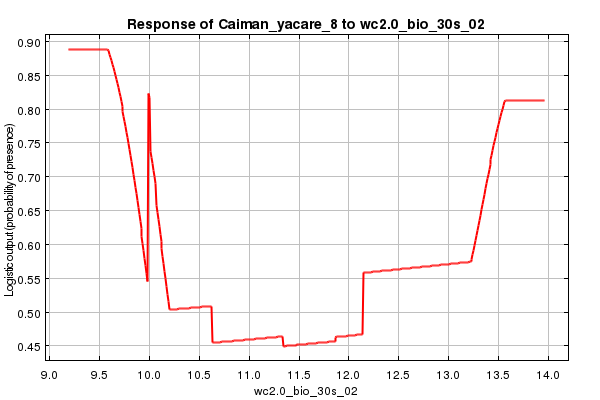 Response of Caiman_yacare_8 to wc2.0_bio_30s_02
Logistic output (probability of presence)
0.90
0.85
0.80
0.75
0.70
0.65
0.60
0.55
0.50
0.45
9.0 9.5 10.0 10.5 11.0 11.5 12.0 12.5 13.0 13.5 14.0
wc2.0_bio_30s_02